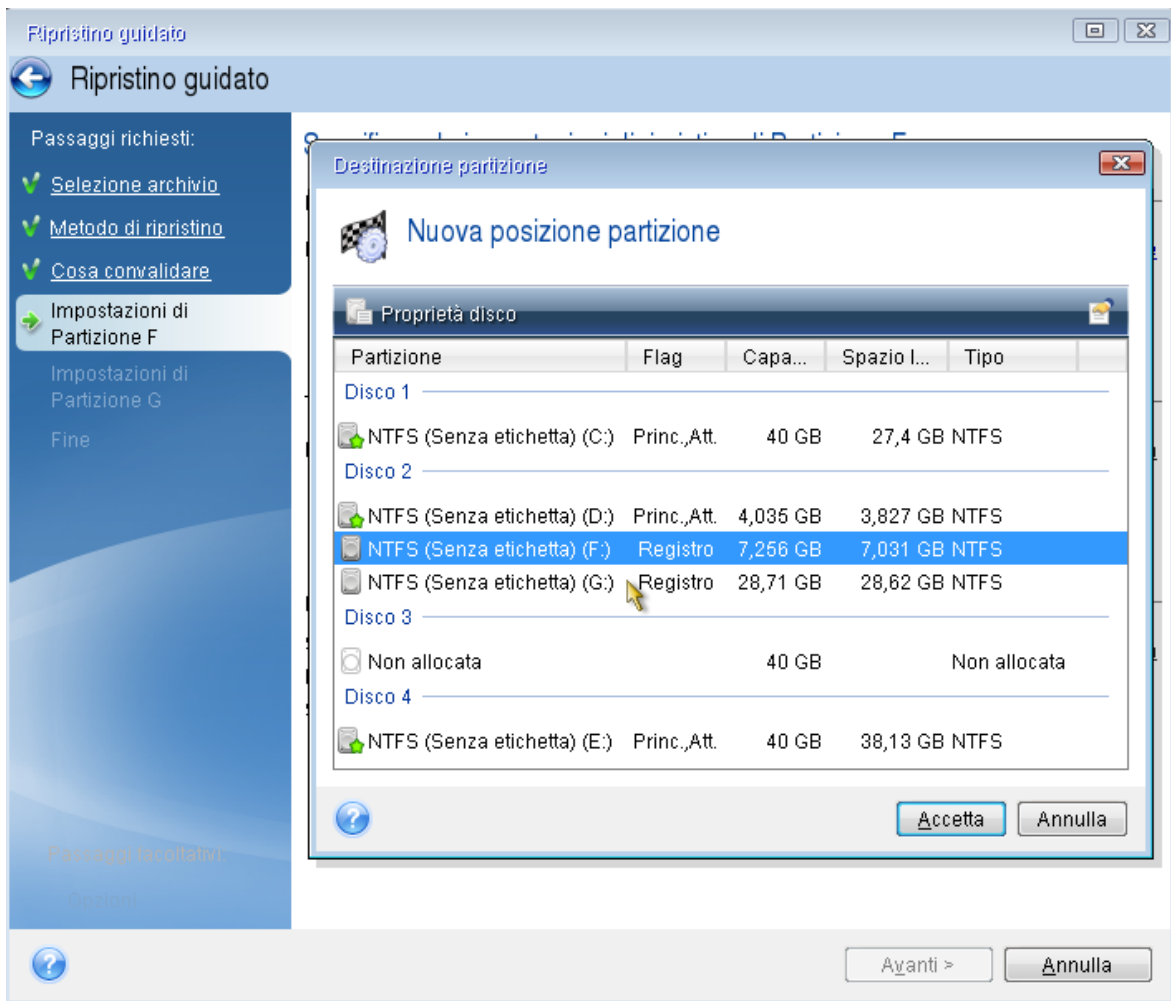 Ripristino guidato
Ripristino guidato
Passaggi richiesti:
Selezione archivio
Metodo di ripristino
Cosa convalidare
Impostazioni di
Partizione F
Impostazioni di
Partizione G
Fine
Passaggi facoltativi:
Opzioni
Destinazione partizione
Nuova posizione partizione
Proprietà disco
Partizione Flag Capa... Spazio l... Tipo
Disco 1
NTFS (Senza etichetta) (C:) Princ.,Att. 40 GB 27,4 GB NTFS
Disco 2
NTFS (Senza etichetta) (D:) Princ.,Att. 4,035 GB 3,827 GB NTFS
NTFS (Senza etichetta) (F:) Registro 7,256 GB 7,031 GB NTFS
NTFS (Senza etichetta) (G:) Registro 28,71 GB 28,62 GB NTFS
Disco 3
Non allocata 40 GB Non allocata
Disco 4
NTFS (Senza etichetta) (E:) Princ.,Att. 40 GB 38,13 GB NTFS
Accetta Annulla
Avanti > Annulla